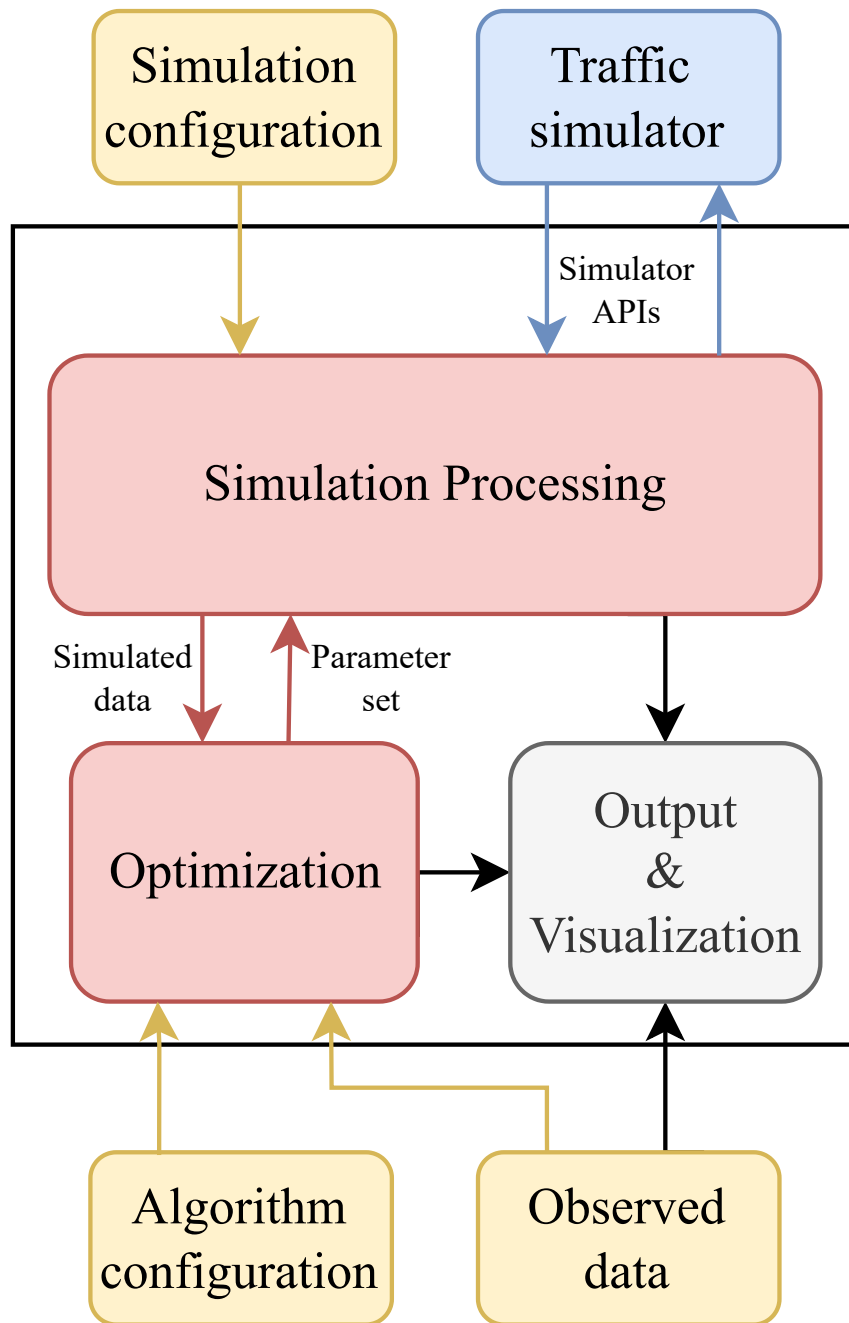 Simulation
configuration
Traffic
simulator
Simulator
APIs
Simulation Processing
Simulated
data
Parameter
set
Optimization
Output
&
Visualization
Algorithm
configuration
Observed
data